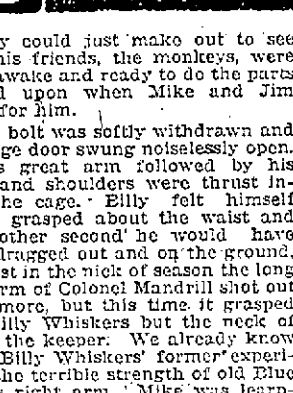 y could just make out to see
his friends, the monkeys, were
awake and ready to do the parts
d upon when Mike and Jim
for him.
bolt was softly withdrawn and
ge door swung noiselessly open.
s great arm followed by his
and shoulders were thrust in-
he cage. Billy felt himself
grasped about the waist and
other second he would have
dragged out and on the ground,
st in the nick of season the long
rm of Colonel Mandrill shot out
more, but this time it grasped
illy Whiskers but the neck of
the keeper. We already know
Billy Whiskers' former experi-
he terrible strength of old Blue
right arm. Mike was learn-